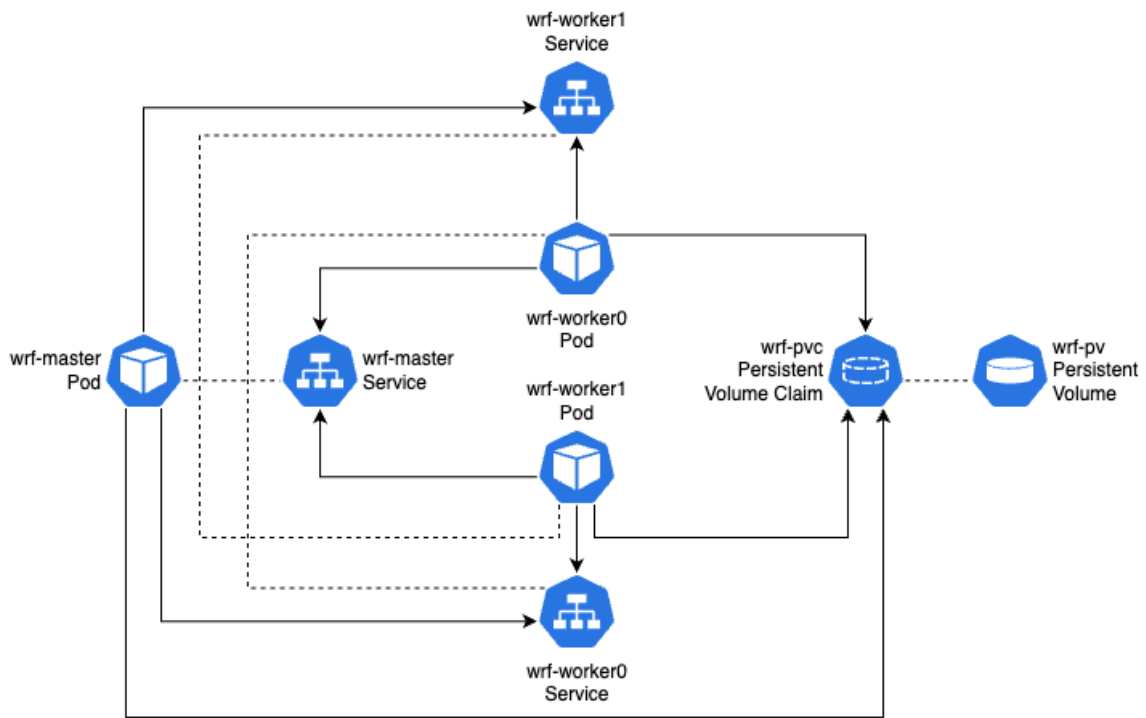 wrf-worker1
Service
wrf-worker0
Pod
wrf-master
Pod
wrf-master
Service
wrf-worker1
Pod
wrf-pvc
Persistent
Volume Claim
wrf-pv
Persistent
Volume
wrf-worker0
Service